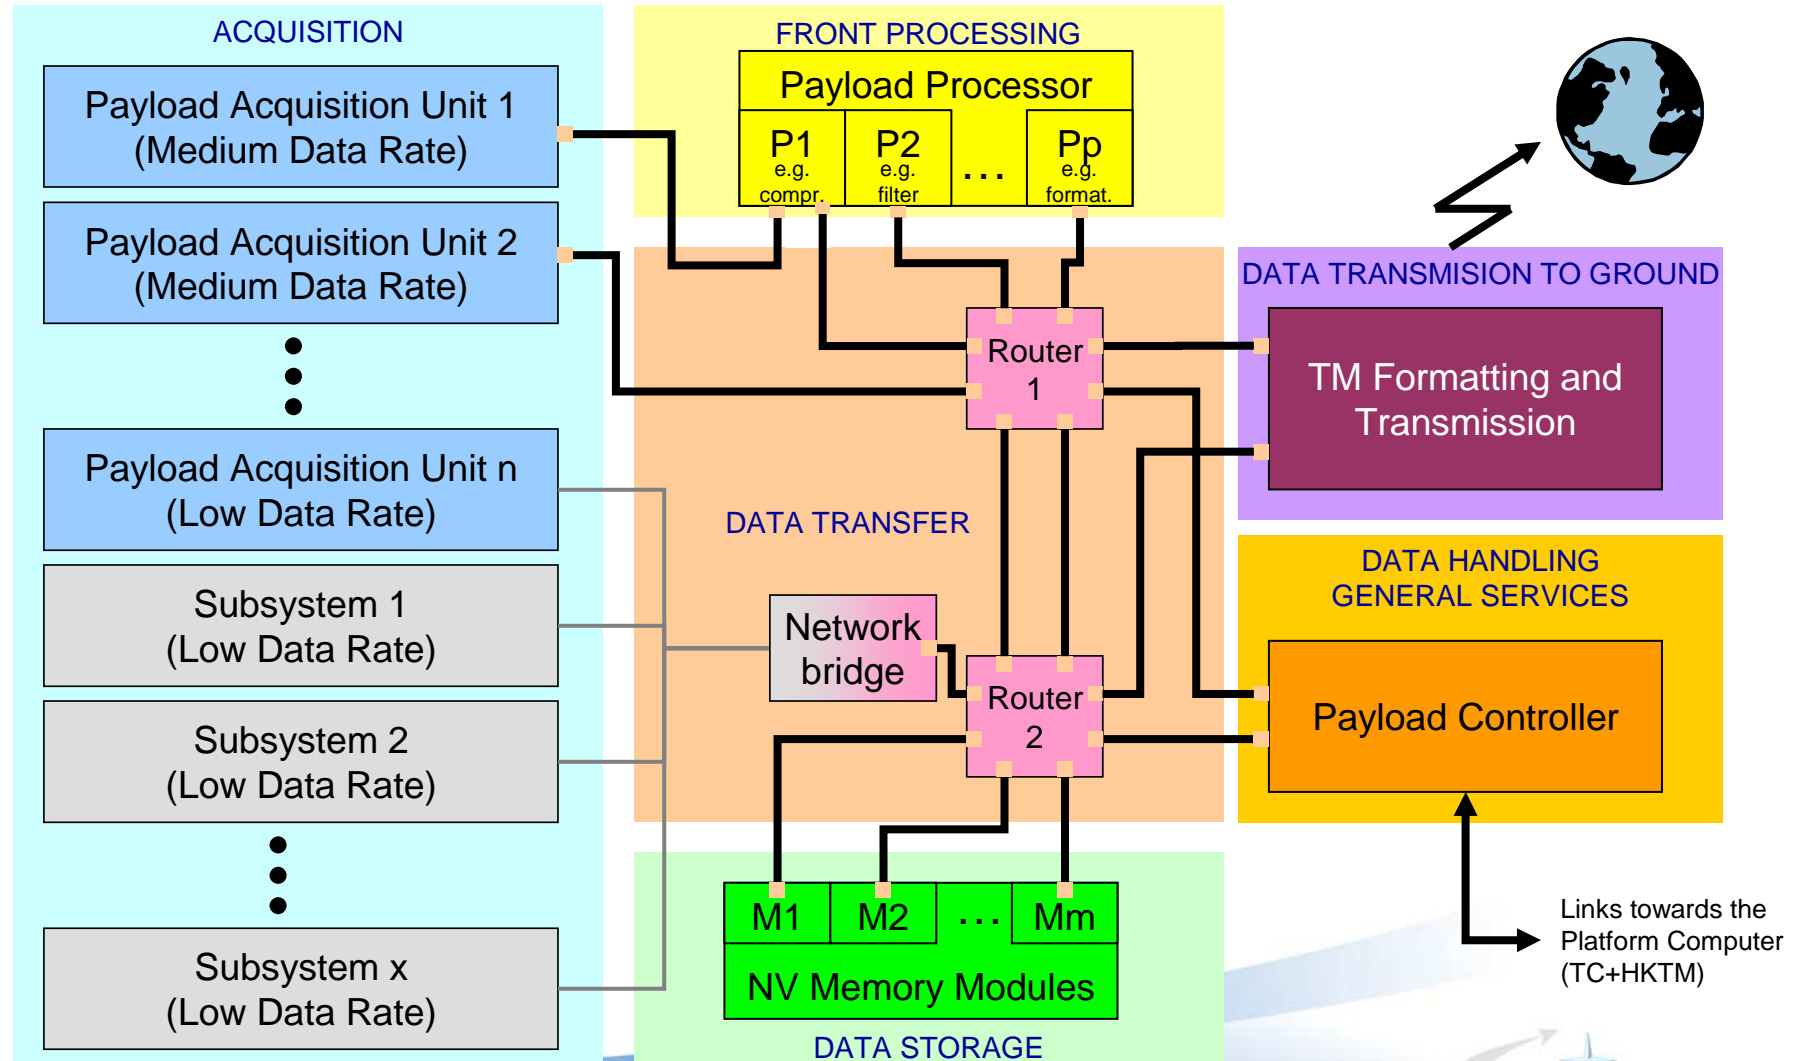 ACQUISITION
Payload Acquisition Unit 1
(Medium Data Rate)
Payload Acquisition Unit 2
(Medium Data Rate)
Payload Acquisition Unit n
(Low Data Rate)
Subsystem 1
(Low Data Rate)
Subsystem 2
(Low Data Rate)
Subsystem x
(Low Data Rate)
FRONT PROCESSING
Payload Processor
P1
e.g.
compr.
P2
e.g.
filter
...
Pp
e.g.
format.
Router
1
DATA TRANSFER
Network
bridge
Router
2
M1
M2
...
Mm
NV Memory Modules
DATA STORAGE
DATA TRANSMISION TO GROUND
TM Formatting and
Transmission
DATA HANDLING
GENERAL SERVICES
Payload Controller
Links towards the
Platform Computer
(TC+HKTM)